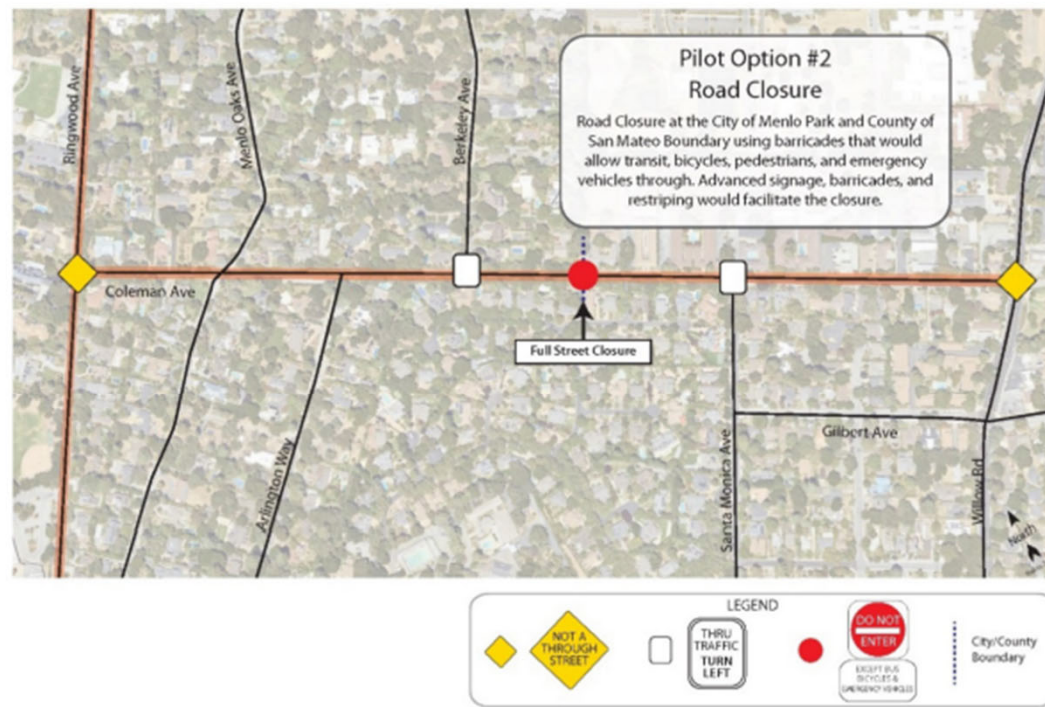 Pilot Option #2
Road Closure
Road Closure at the City of Menlo Park and County of
San Mateo Boundary using barricades that would
allow transit, bicycles, pedestrians, and emergency
vehicles through. Advanced signage, barricades, and
restriping would facilitate the closure.
Ringwood Ave
Menlo Oaks Ave
Berkeley Ave
Coleman Ave
Full Street Closure
Arlington Way
Santa Monica Ave
Gilbert Ave
Willow Rd
North
LEGEND
NOT A
THROUGH
STREET
THRU
TRAFFIC
TURN
LEFT
DO NOT
ENTER
EXCEPT BUS
BICYCLES &
EMERGENCY VEHICLES
City/County
Boundary